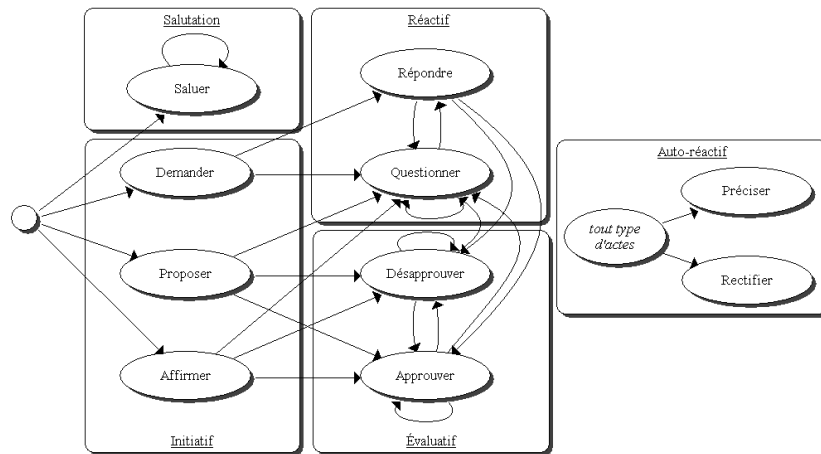 Salutation
Saluer
Réactif
Répondre
Questionner
Demander
Proposer
Affirmer
Initiatif
Désapprouver
Approuver
Évaluatif
Auto-réactif
tout type
d'actes
Préciser
Rectifier